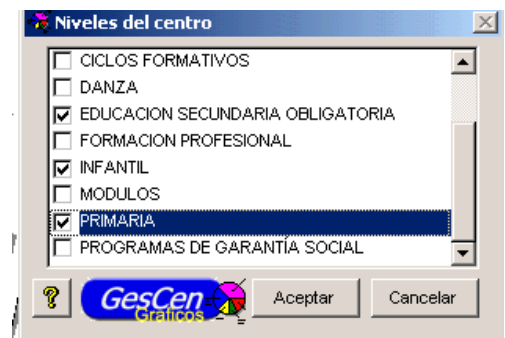 Niveles del centro
CICLOS FORMATIVOS
DANZA
EDUCACION SECUNDARIA OBLIGATORIA
FORMACION PROFESIONAL
INFANTIL
MODULOS
PRIMARIA
PROGRAMAS DE GARANTÍA SOCIAL
?
GesCen
Gráficos
Aceptar
Cancelar